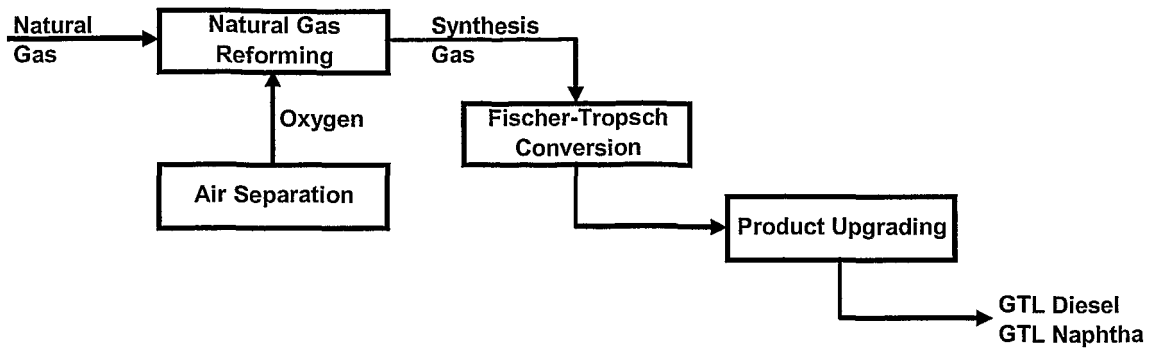 Natural
Gas
Natural Gas
Reforming
Synthesis
Gas
Oxygen
Fischer-Tropsch
Conversion
Air Separation
Product Upgrading
GTL Diesel
GTL Naphtha